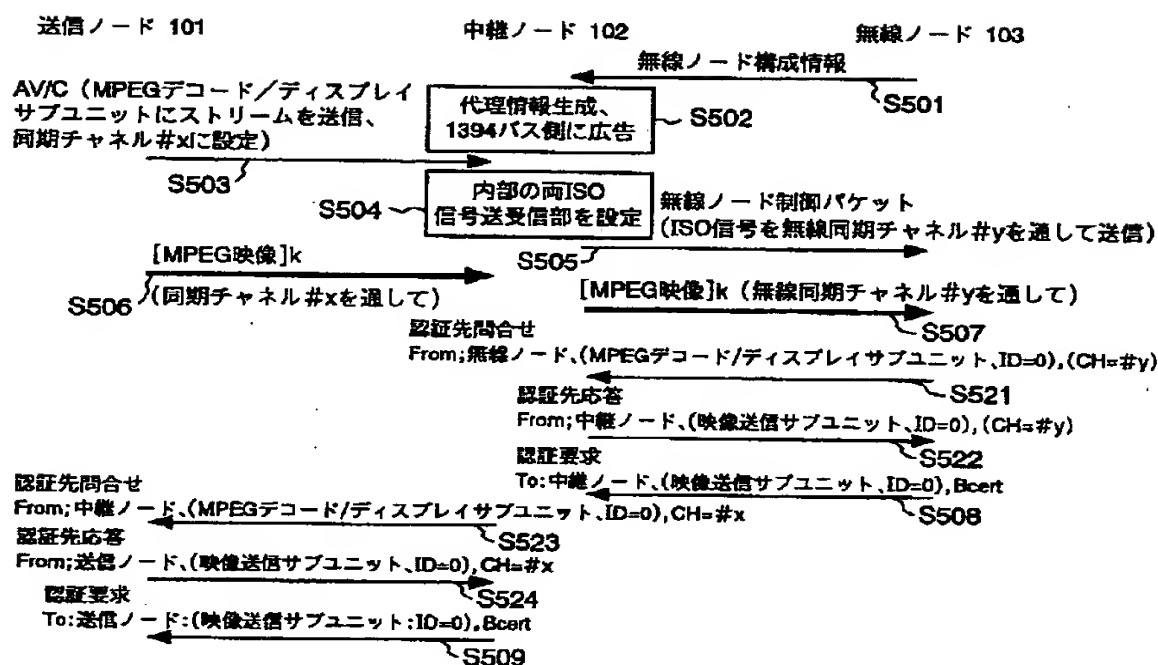 送信ノード 101
中継ノード 102
無線ノード 103
無線ノード構成情報
S501
AV/C（MPEGデコード／ディスプレイ
サブユニットにストリームを送信、
同期チャネル#xに設定）
代理情報生成、
1394バス側に広告
S502
S503
S504
内部の両ISO
信号送受信部を設定
無線ノード制御パケット
（ISO信号を無線同期チャネル#yを通して送信）
S505
[MPEG映像]k
S506
（同期チャネル#xを通して）
[MPEG映像]k（無線同期チャネル#yを通して）
S507
認証先問合せ
From;無線ノード、(MPEGデコード/ディスプレイサブユニット、ID=0),(CH=#y)
S521
認証先応答
From;中継ノード、(映像送信サブユニット、ID=0),(CH=#y)
S522
認証要求
To:中継ノード、(映像送信サブユニット、ID=0),Bcert
S508
認証先問合せ
From;中継ノード、(MPEGデコード/ディスプレイサブユニット、ID=0),CH=#x
S523
認証先応答
From;送信ノード、(映像送信サブユニット、ID=0),CH=#x
S524
認証要求
To:送信ノード:(映像送信サブユニット:ID=0),Bcert
S509